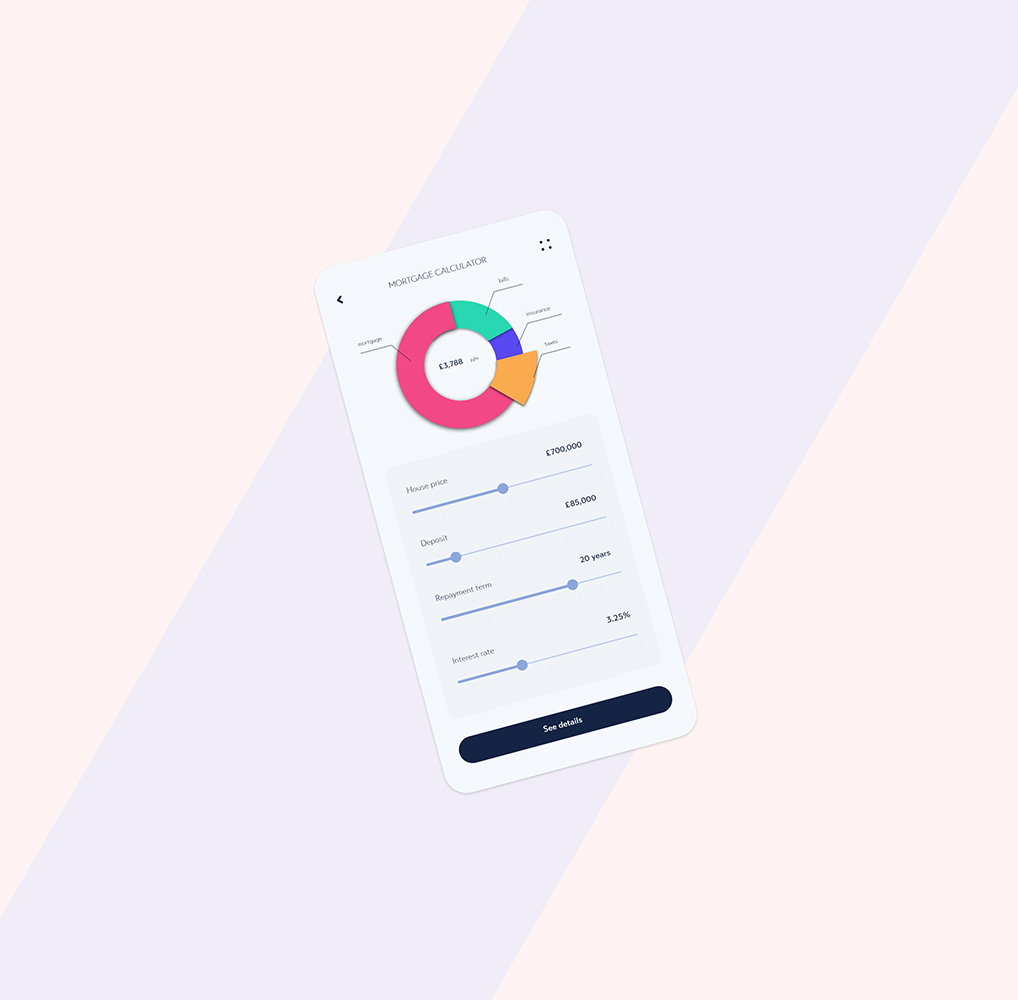 MORTGAGE CALCULATOR
bills
insurance
mortgage
taxes
£3,788
House price
£700,000
Deposit
£85,000
Repayment term
20 years
Interest rate
3.25%
See details